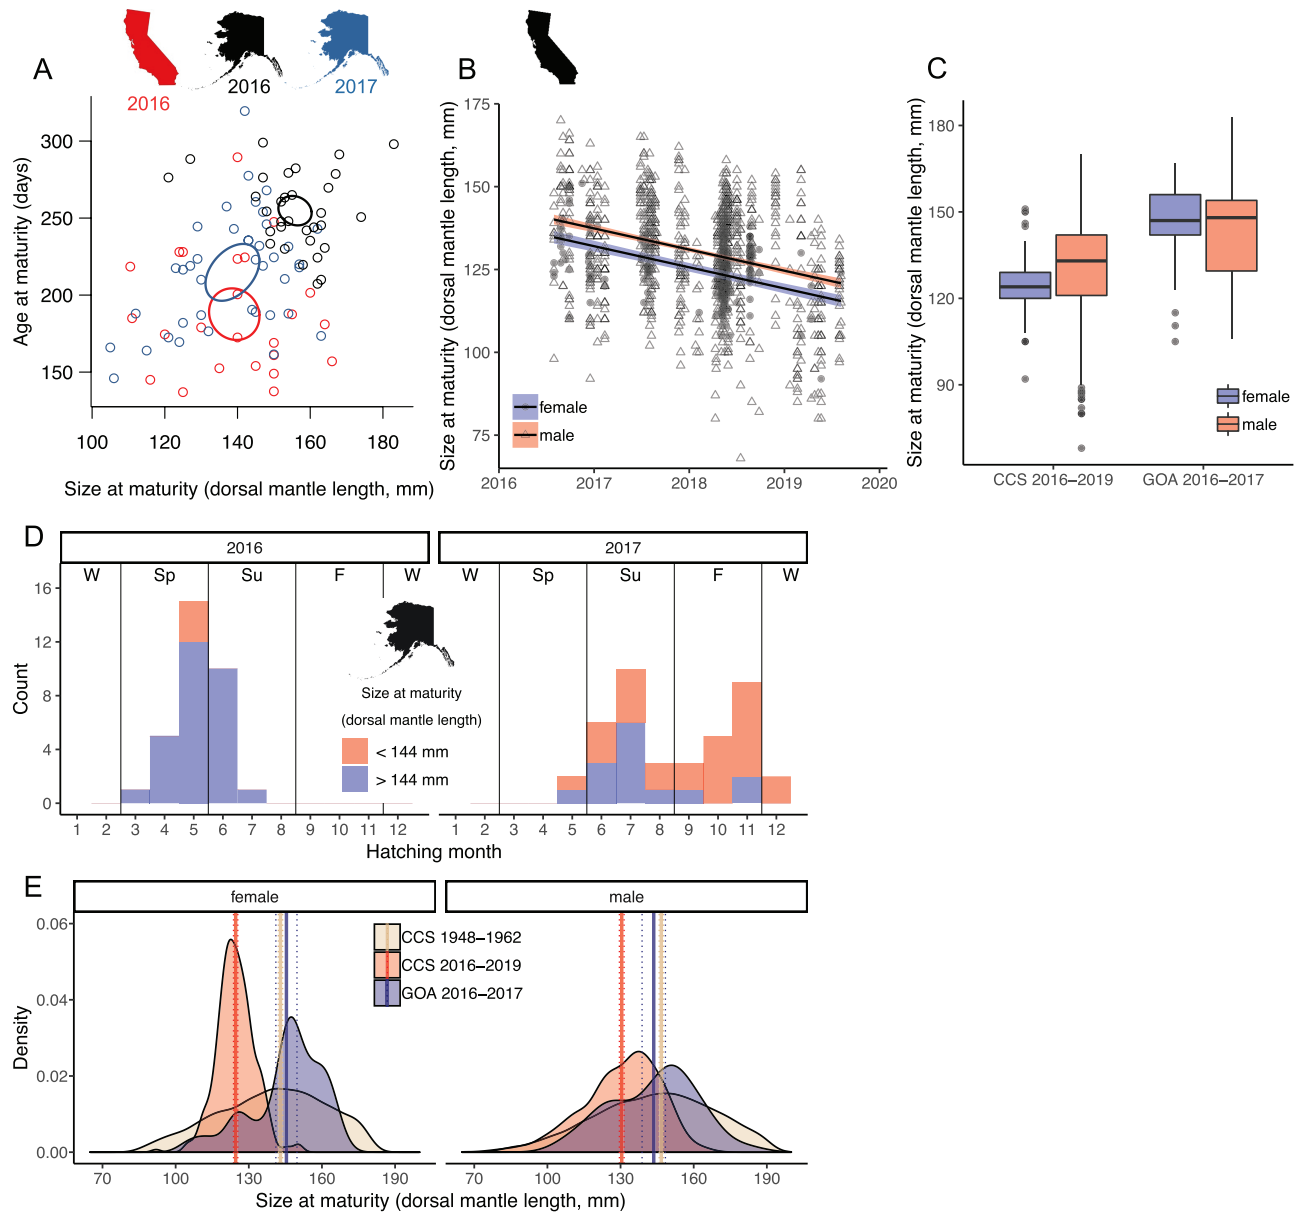 A
2016
2016
2017
Age at maturity (days)
300
250
200
150
100 120 140 160 180
Size at maturity (dorsal mantle length, mm)
B
Size at maturity (dorsal mantle length, mm)
175
150
125
100
75
female
male
2016 2017 2018 2019 2020
C
Size at maturity (dorsal mantle length, mm)
180
150
120
90
female
male
CCS 2016–2019 GOA 2016–2017
D
2016
2017
W Sp Su F W
W Sp Su F W
Count
16
12
8
4
0
Size at maturity
(dorsal mantle length)
< 144 mm
> 144 mm
1 2 3 4 5 6 7 8 9 10 11 12
1 2 3 4 5 6 7 8 9 10 11 12
Hatching month
E
female
male
Density
0.06
0.04
0.02
0.00
CCS 1948–1962
CCS 2016–2019
GOA 2016–2017
70 100 130 160 190
70 100 130 160 190
Size at maturity (dorsal mantle length, mm)